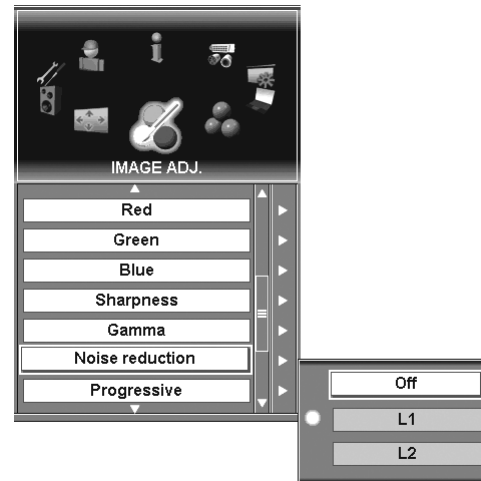 IMAGE ADJ.
Red
Green
Blue
Sharpness
Gamma
Noise reduction
Progressive
Off
L1
L2